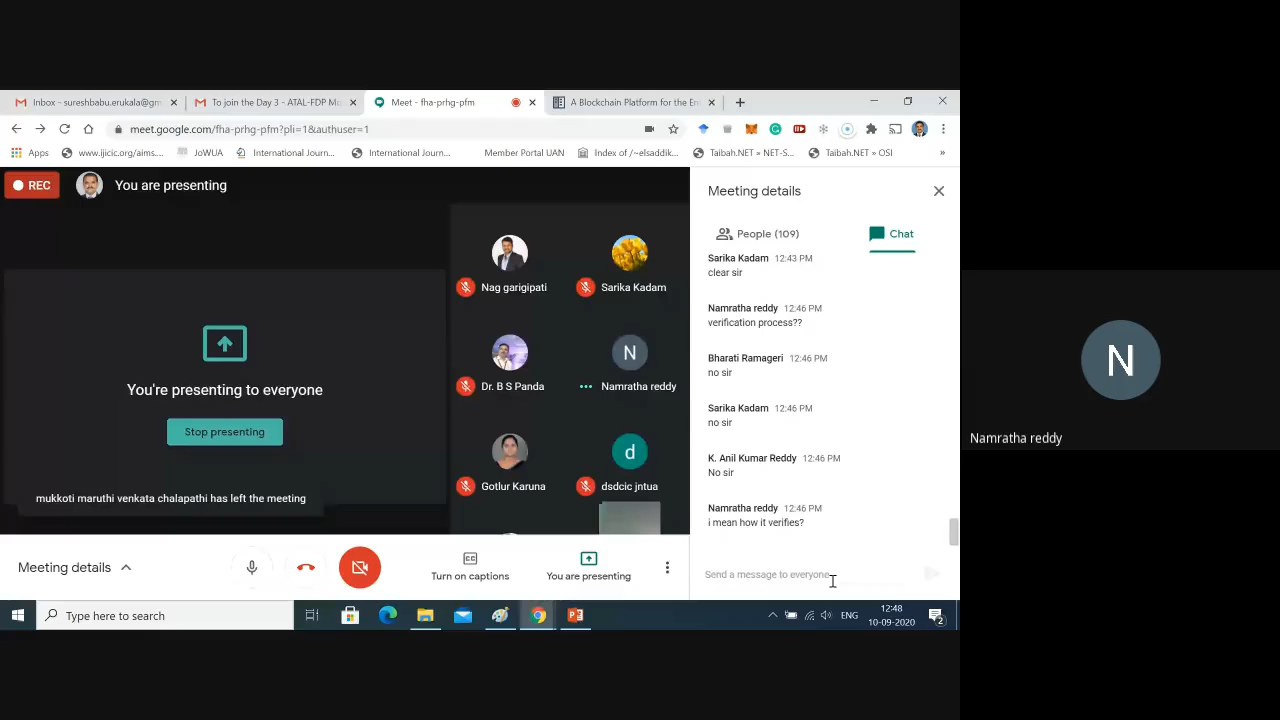 Inbox - sureshbabu.erukala@gm
To join the Day 3 - ATAL-FDP Mo
Meet - fha-prhg-pfm
A Blockchain Platform for the En
meet.google.com/fha-prhg-pfm?pli=1&authuser=1
Apps
www.ijicic.org/aims....
JoWUA
International Journ...
International Journ...
Member Portal UAN
Index of /~elsaddik...
Taibah.NET = NET-S...
Taibah.NET » OSI
»
REC
You are presenting
Meeting details
People (109)
Chat
Sarika Kadam 12:43 PM
clear sir
Namratha reddy 12:46 PM
verification process??
Bharati Ramageri 12:46 PM
no sir
Sarika Kadam 12:46 PM
no sir
K. Anil Kumar Reddy 12:46 PM
No sir
Namratha reddy 12:46 PM
i mean how it verifies?
Send a message to everyone
Nag garigipati
Sarika Kadam
Dr. B S Panda
N
Namratha reddy
Gotlur Karuna
d
dsdcic jntua
You're presenting to everyone
Stop presenting
mukkoti maruthi venkata chalapathi has left the meeting
Meeting details
CC
Turn on captions
You are presenting
Type here to search
ENG
12:48
10-09-2020
2
N
Namratha reddy